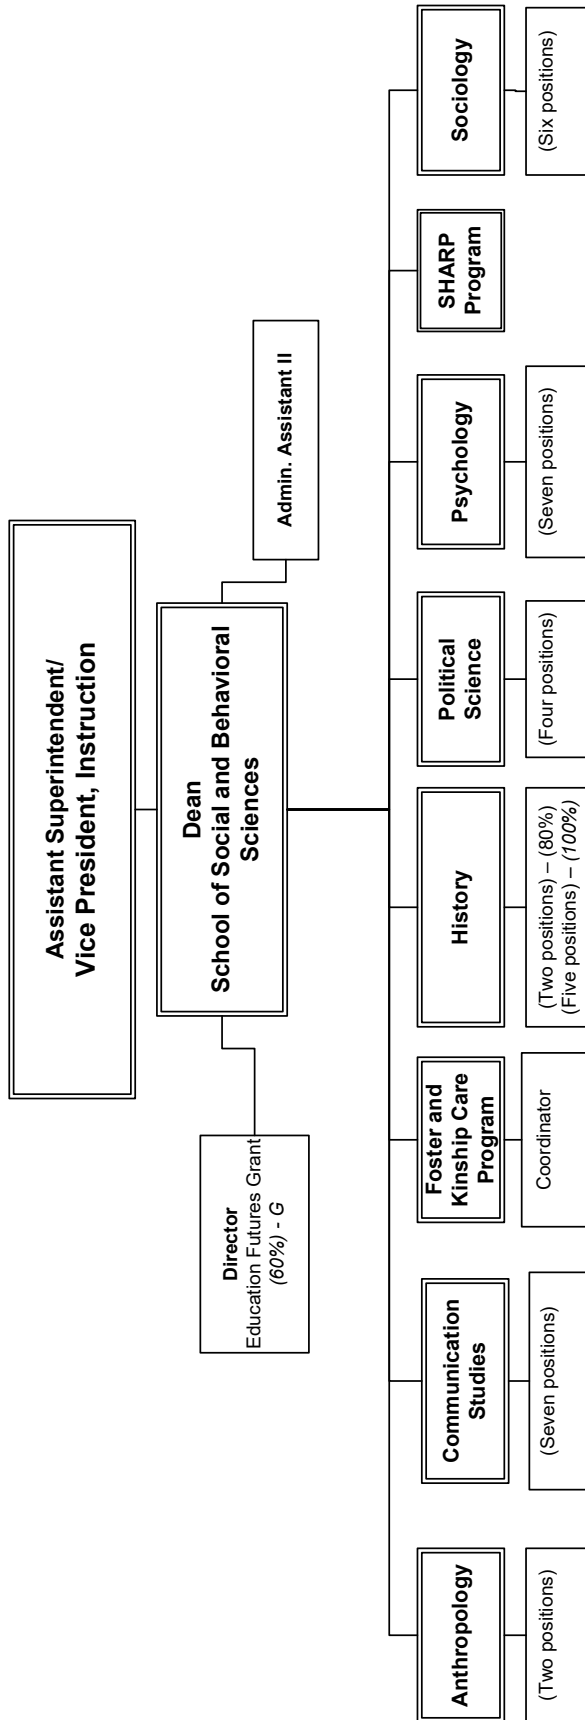 Assistant Superintendent/
Vice President, Instruction
Dean
School of Social and Behavioral
Sciences
Director
Education Futures Grant
(60%) - G
Admin. Assistant II
Anthropology
(Two positions)
Communication
Studies
(Seven positions)
Foster and
Kinship Care
Program
Coordinator
History
(Two positions) – (80%)
(Five positions) – (100%)
Political
Science
(Four positions)
Psychology
(Seven positions)
SHARP
Program
Sociology
(Six positions)